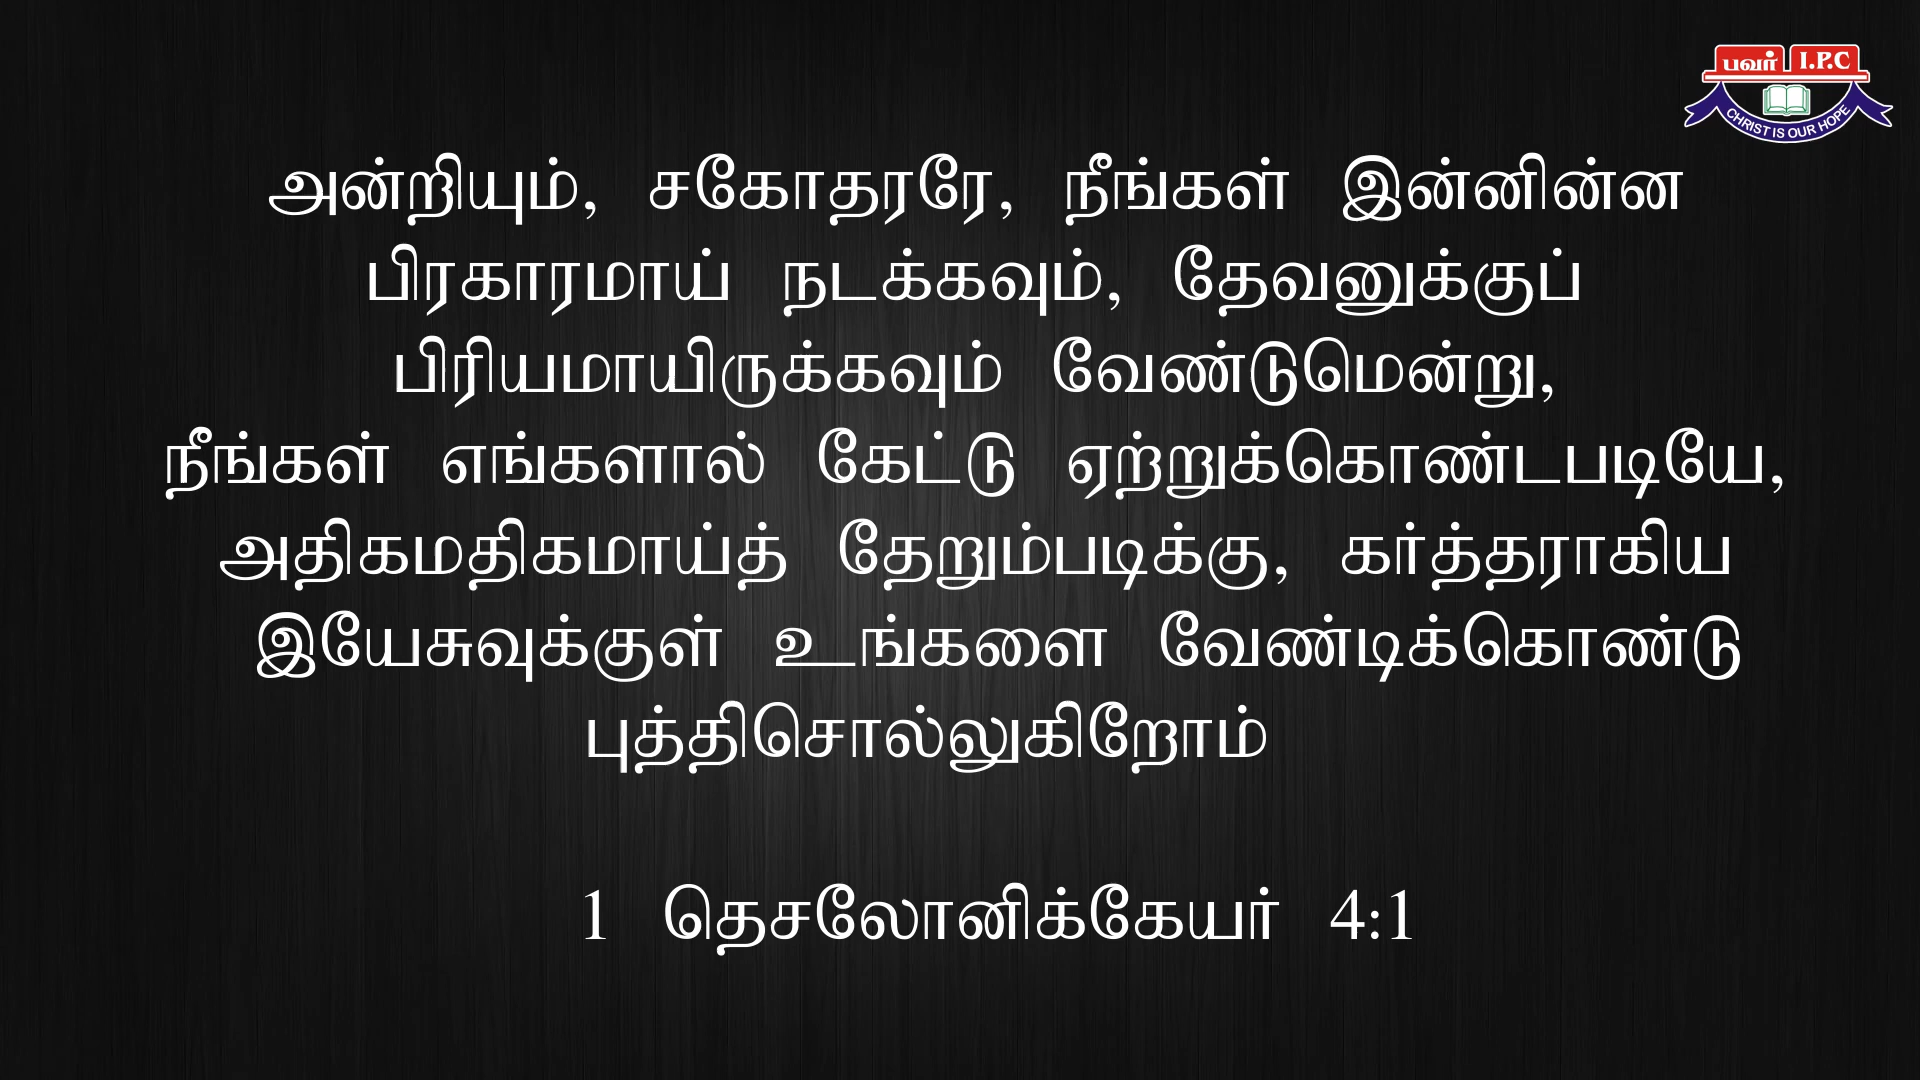 பவர் I.P.C
CHRIST IS OUR HOPE
அன்றியும், சகோதரரே, நீங்கள் இன்னின்ன
பிரகாரமாய் நடக்கவும், தேவனுக்குப்
பிரியமாயிருக்கவும் வேண்டுமென்று,
நீங்கள் எங்களால் கேட்டு ஏற்றுக்கொண்டபடியே,
அதிகமதிகமாய்த் தேறும்படிக்கு, கர்த்தராகிய
இயேசுவுக்குள் உங்களை வேண்டிக்கொண்டு
புத்திசொல்லுகிறோம்
1 தெசலோனிக்கேயர் 4:1